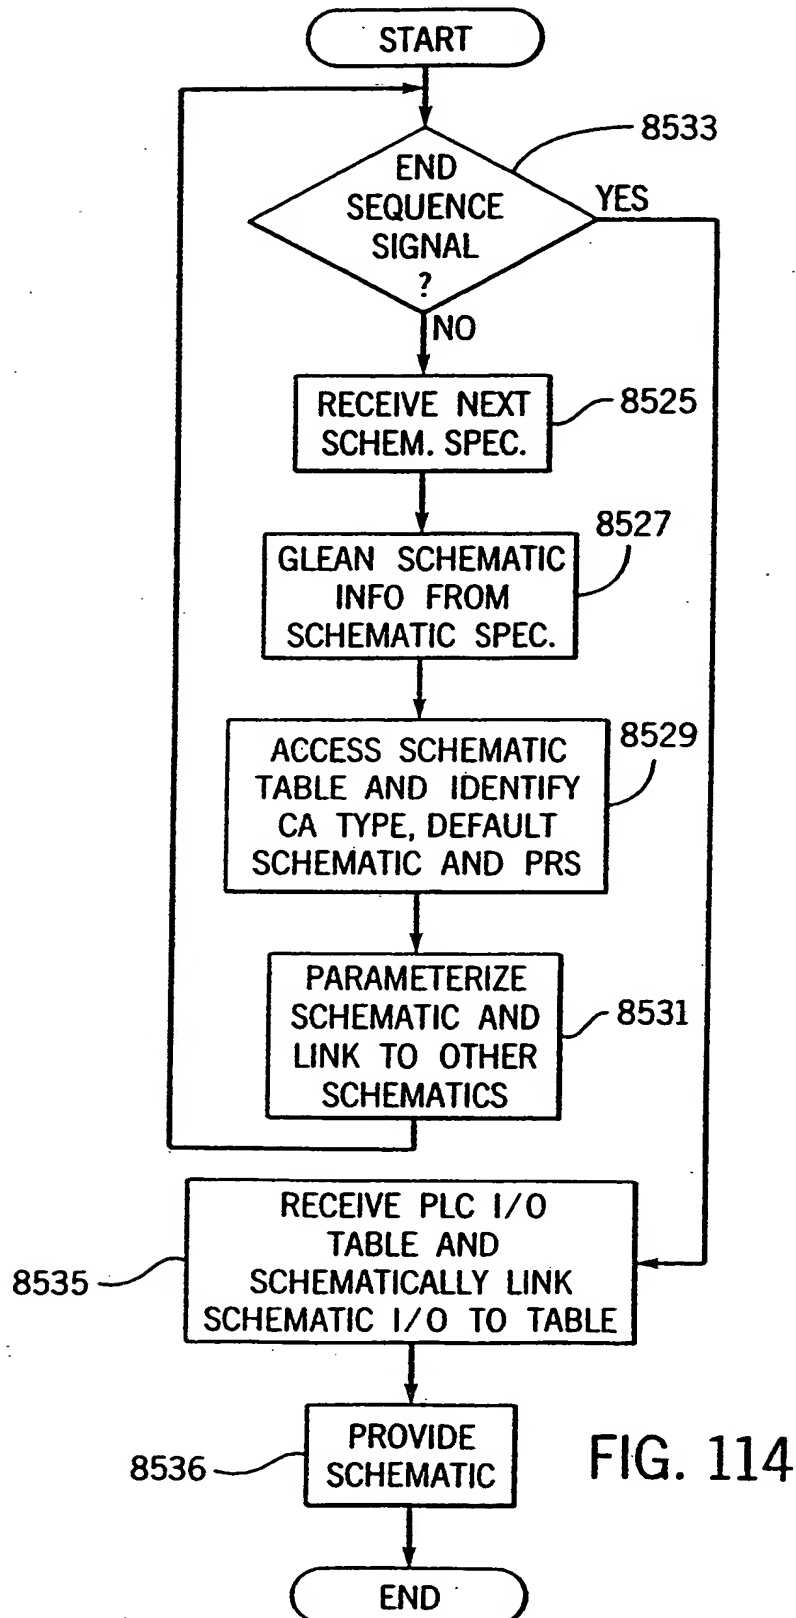 START
8533
END
SEQUENCE
SIGNAL
?
YES
NO
RECEIVE NEXT
SCHEM. SPEC.
8525
8527
GLEAN SCHEMATIC
INFO FROM
SCHEMATIC SPEC.
8529
ACCESS SCHEMATIC
TABLE AND IDENTIFY
CA TYPE, DEFAULT
SCHEMATIC AND PRS
PARAMETERIZE
SCHEMATIC AND
LINK TO OTHER
SCHEMATICS
8531
RECEIVE PLC I/O
TABLE AND
SCHEMATICALLY LINK
SCHEMATIC I/O TO TABLE
8535
PROVIDE
SCHEMATIC
8536
FIG. 114
END